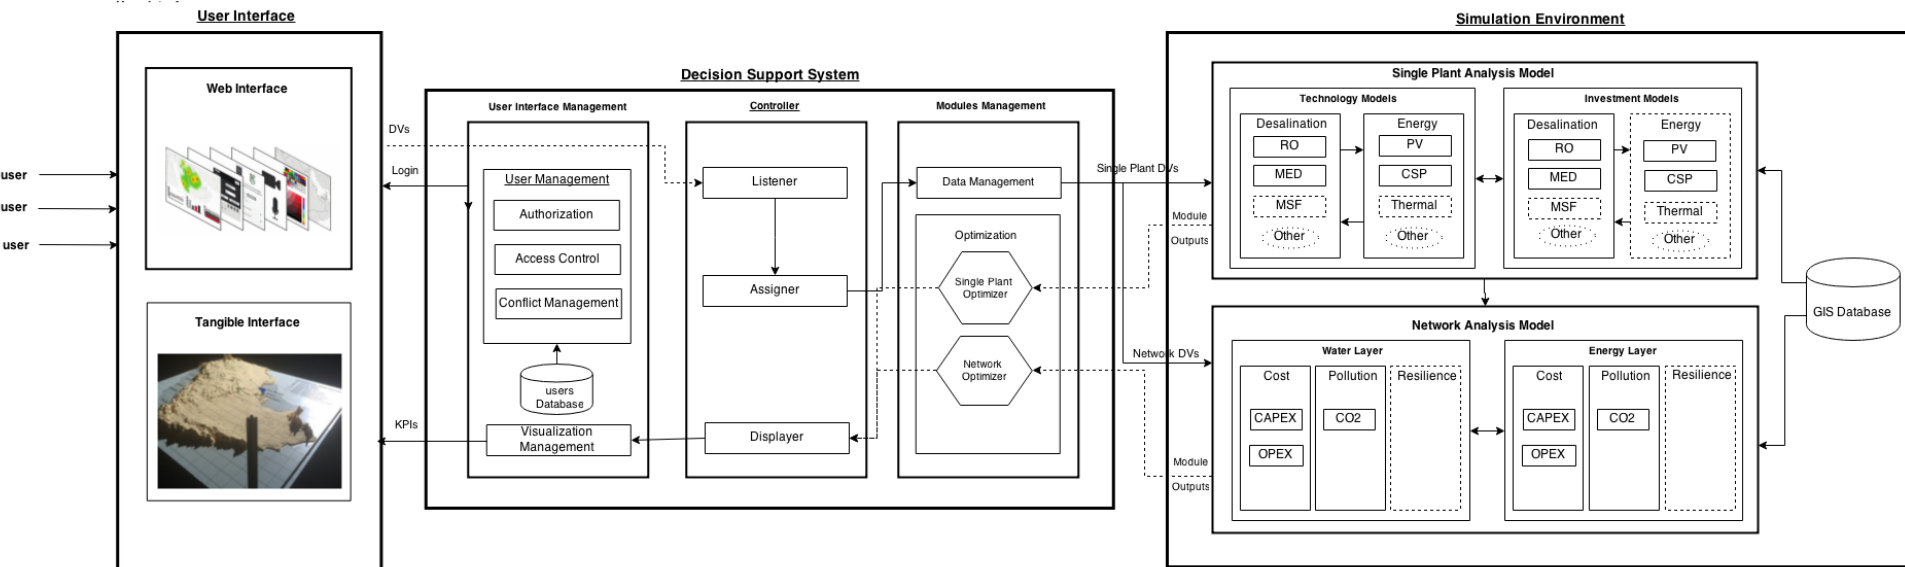 User Interface
Web Interface
user
user
user
Tangible Interface
DVs
Login
KPIs
Decision Support System
User Interface Management
User Management
Authorization
Access Control
Conflict Management
users
Database
Visualization
Management
Controller
Listener
Assigner
Displayer
Modules Management
Data Management
Optimization
Single Plant
Optimizer
Network
Optimizer
Single Plant DVs
Module
Outputs
Network DVs
Module
Outputs
Simulation Environment
Single Plant Analysis Model
Technology Models
Desalination
RO
MED
MSF
Other
Energy
PV
CSP
Thermal
Other
Investment Models
Desalination
RO
MED
MSF
Other
Energy
PV
CSP
Thermal
Other
Network Analysis Model
Water Layer
Cost
CAPEX
OPEX
Pollution
CO2
Resilience
Energy Layer
Cost
CAPEX
OPEX
Pollution
CO2
Resilience
GIS Database